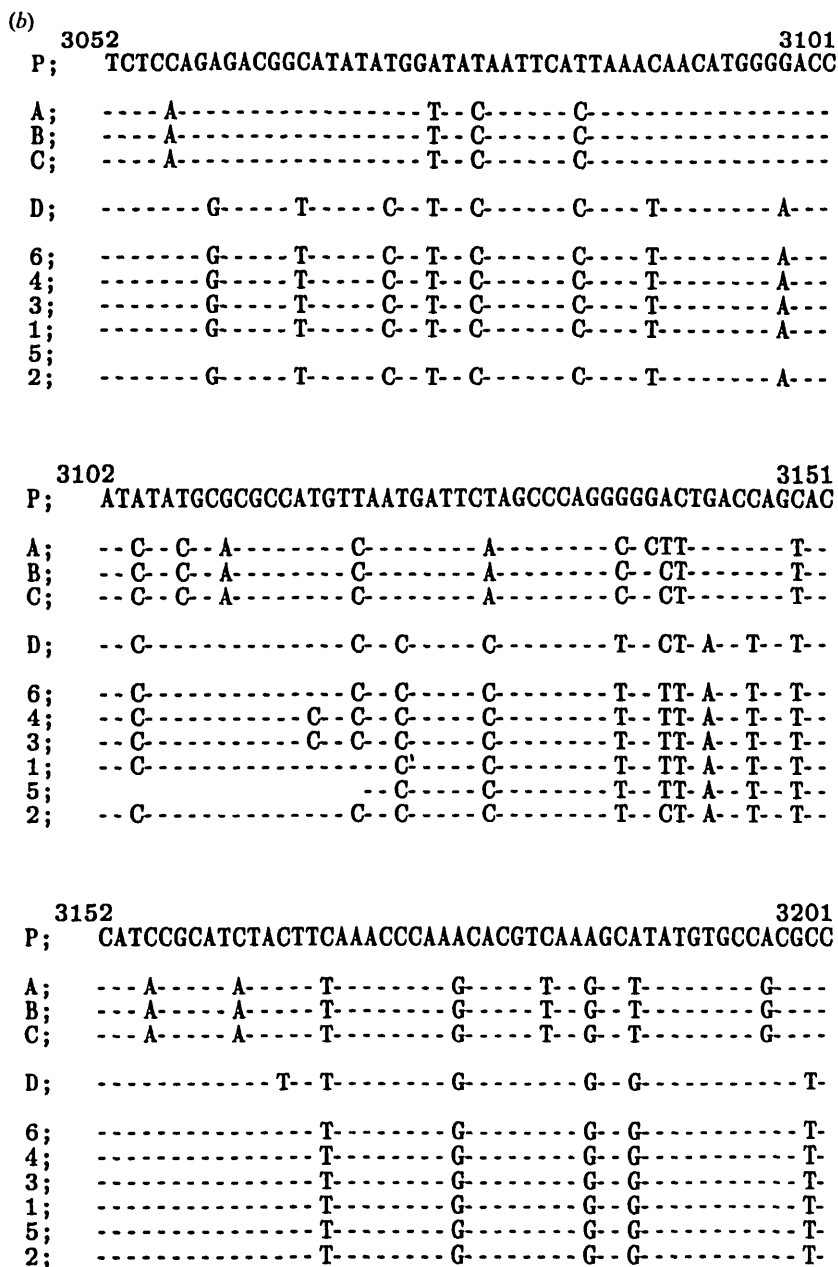 (b)
3052 3101
P; TCTCCAGAGACGGCATATATGGATATAATTCATTAAACAACATGGGGACC
A; ----A-----------------T--C------C-----------------
B; ----A-----------------T--C------C-----------------
C; ----A-----------------T--C------C-----------------
D; -------G-----T-----C--T--C------C----T--------A---
6; -------G-----T-----C--T--C------C----T--------A---
4; -------G-----T-----C--T--C------C----T--------A---
3; -------G-----T-----C--T--C------C----T--------A---
1; -------G-----T-----C--T--C------C----T--------A---
5;
2; -------G-----T-----C--T--C------C----T--------A---
3102 3151
P; ATATATGCGCGCCATGTTAATGATTCTAGCCCAGGGGGACTGACCAGCAC
A; --C--C--A--------C--------A--------C-CTT-------T--
B; --C--C--A--------C--------A--------C--CT-------T--
C; --C--C--A--------C--------A--------C--CT-------T--
D; --C--------------C--C-----C--------T--CT-A--T--T--
6; --C--------------C--C-----C--------T--TT-A--T--T--
4; --C-----------C--C--C-----C--------T--TT-A--T--T--
3; --C-----------C--C--C-----C--------T--TT-A--T--T--
1; --C-----------------C'-----C--------T--TT-A--T--T--
5; --C-----C--------T--TT-A--T--T--
2; --C--------------C--C-----C--------T--CT-A--T--T--
3152 3201
P; CATCCGCATCTACTTCAAACCCAAACACGTCAAAGCATATGTGCCACGCC
A; ---A-----A-----T--------G-----T--G--T--------G----
B; ---A-----A-----T--------G-----T--G--T--------G----
C; ---A-----A-----T--------G-----T--G--T--------G----
D; ------------T--T--------G--------G--G-----------T-
6; ---------------T--------G--------G--G-----------T-
4; ---------------T--------G--------G--G-----------T-
3; ---------------T--------G--------G--G-----------T-
1; ---------------T--------G--------G--G-----------T-
5; ---------------T--------G--------G--G-----------T-
2; ---------------T--------G--------G--G-----------T-